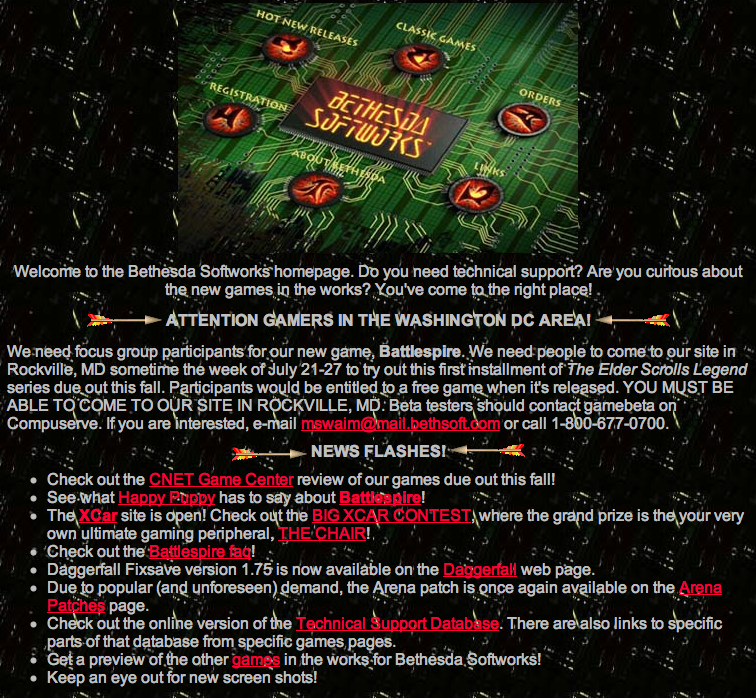 HOT NEW RELEASES
CLASSIC GAMES
REGISTRATION
ORDERS
BETHESDA
SOFTWORKS
ABOUT BETHESDA
LINKS
Welcome to the Bethesda Softworks homepage. Do you need technical support? Are you curious about
the new games in the works? You've come to the right place!
ATTENTION GAMERS IN THE WASHINGTON DC AREA!
We need focus group participants for our new game, Battlespire. We need people to come to our site in
Rockville, MD sometime the week of July 21-27 to try out this first installment of The Elder Scrolls Legend
series due out this fall. Participants would be entitled to a free game when it's released. YOU MUST BE
ABLE TO COME TO OUR SITE IN ROCKVILLE, MD. Beta testers should contact gamebeta on
Compuserve. If you are interested, e-mail mswaim@mail.bethsoft.com or call 1-800-677-0700.
NEWS FLASHES!
Check out the CNET Game Center review of our games due out this fall!
See what Happy Puppy has to say about Battlespire!
The XCar site is open! Check out the BIG XCAR CONTEST, where the grand prize is the your very
own ultimate gaming peripheral, THE CHAIR!
Check out the Battlespire faq!
Daggerfall Fixsave version 1.75 is now available on the Daggerfall web page.
Due to popular (and unforeseen) demand, the Arena patch is once again available on the Arena
Patches page.
Check out the online version of the Technical Support Database. There are also links to specific
parts of that database from specific games pages.
Get a preview of the other games in the works for Bethesda Softworks!
Keep an eye out for new screen shots!